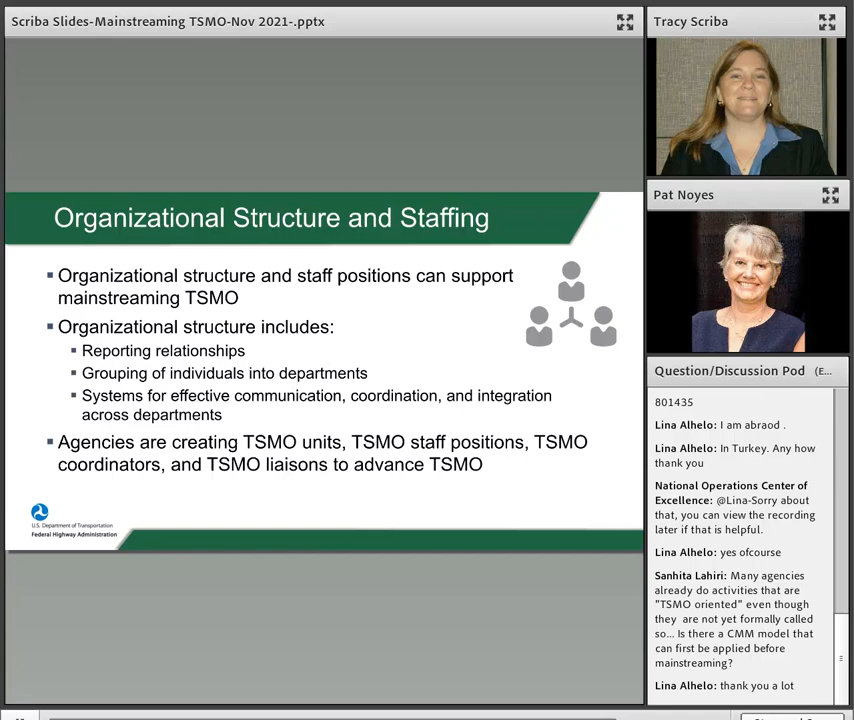 Scriba Slides-Mainstreaming TSMO-Nov 2021-.pptx
Organizational Structure and Staffing
▪ Organizational structure and staff positions can support
mainstreaming TSMO
▪ Organizational structure includes:
▪ Reporting relationships
▪ Grouping of individuals into departments
▪ Systems for effective communication, coordination, and integration
across departments
▪ Agencies are creating TSMO units, TSMO staff positions, TSMO
coordinators, and TSMO liaisons to advance TSMO
U.S. Department of Transportation
Federal Highway Administration
Tracy Scriba
Pat Noyes
Question/Discussion Pod (E...
801435
Lina Alhelo: I am abraod .
Lina Alhelo: In Turkey. Any how
thank you
National Operations Center of
Excellence: @Lina-Sorry about
that, you can view the recording
later if that is helpful.
Lina Alhelo: yes ofcourse
Sanhita Lahiri: Many agencies
already do activities that are
"TSMO oriented" even though
they are not yet formally called
so... Is there a CMM model that
can first be applied before
mainstreaming?
Lina Alhelo: thank you a lot